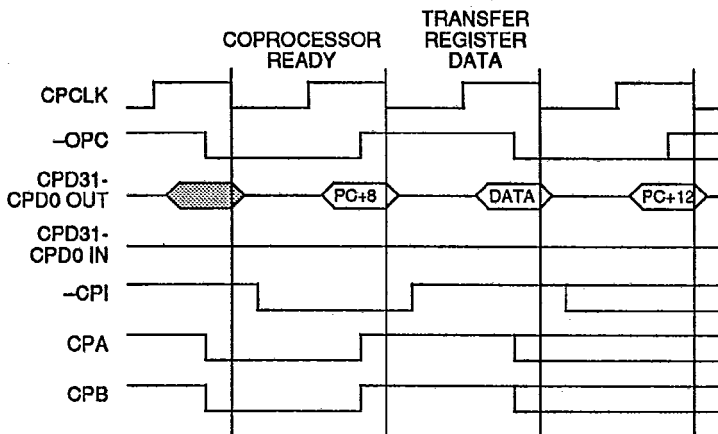 COPROCESSOR
READY
TRANSFER
REGISTER
DATA
CPCLK
–OPC
CPD31-
CPD0 OUT
PC+8
DATA
PC+12
CPD31-
CPD0 IN
–CPI
CPA
CPB